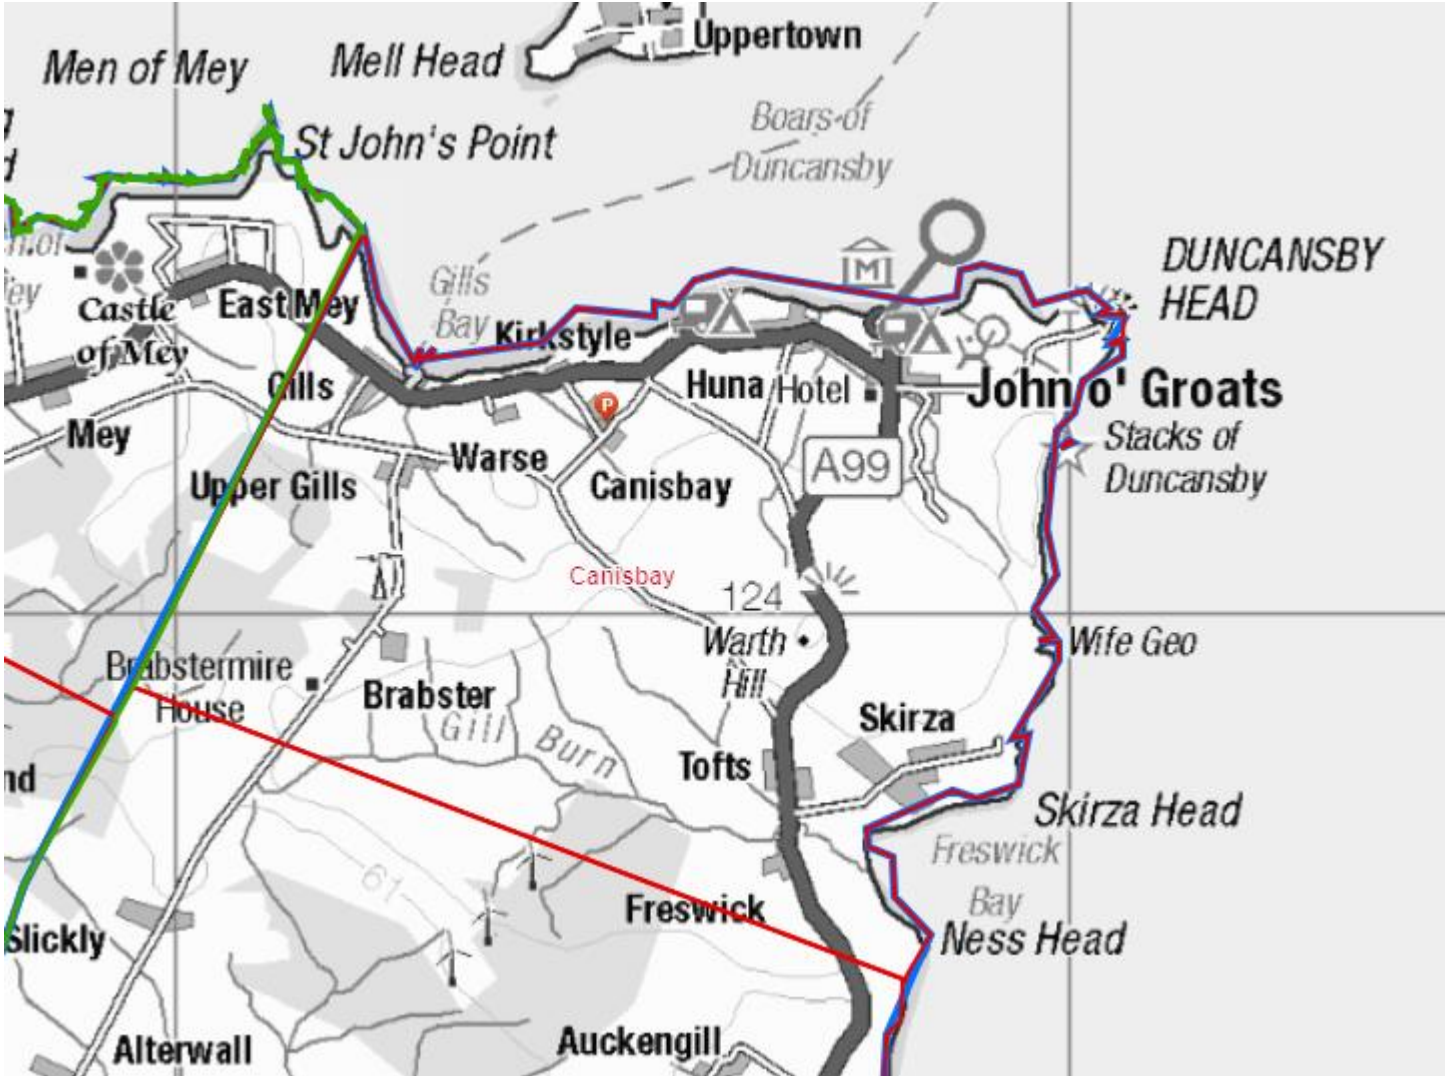 Uppertown
Mell Head
Men of Mey
Boars of
Duncansby
St John's Point
DUNCANSBY
HEAD
M
Gills
Bay
East Mey
Castle
of Mey
Kirkstyle
Huna
Hotel
John o' Groats
Gills
P
Mey
Stacks of
Duncansby
Warse
A99
Upper Gills
Canisbay
Canisbay
124
Warth
Hill
Wife Geo
Brabstermire
House
Brabster
Gill Burn
Skirza
Tofts
nd
Skirza Head
Freswick
Bay
61
Freswick
Ness Head
Slickly
Alterwall
Auckengill